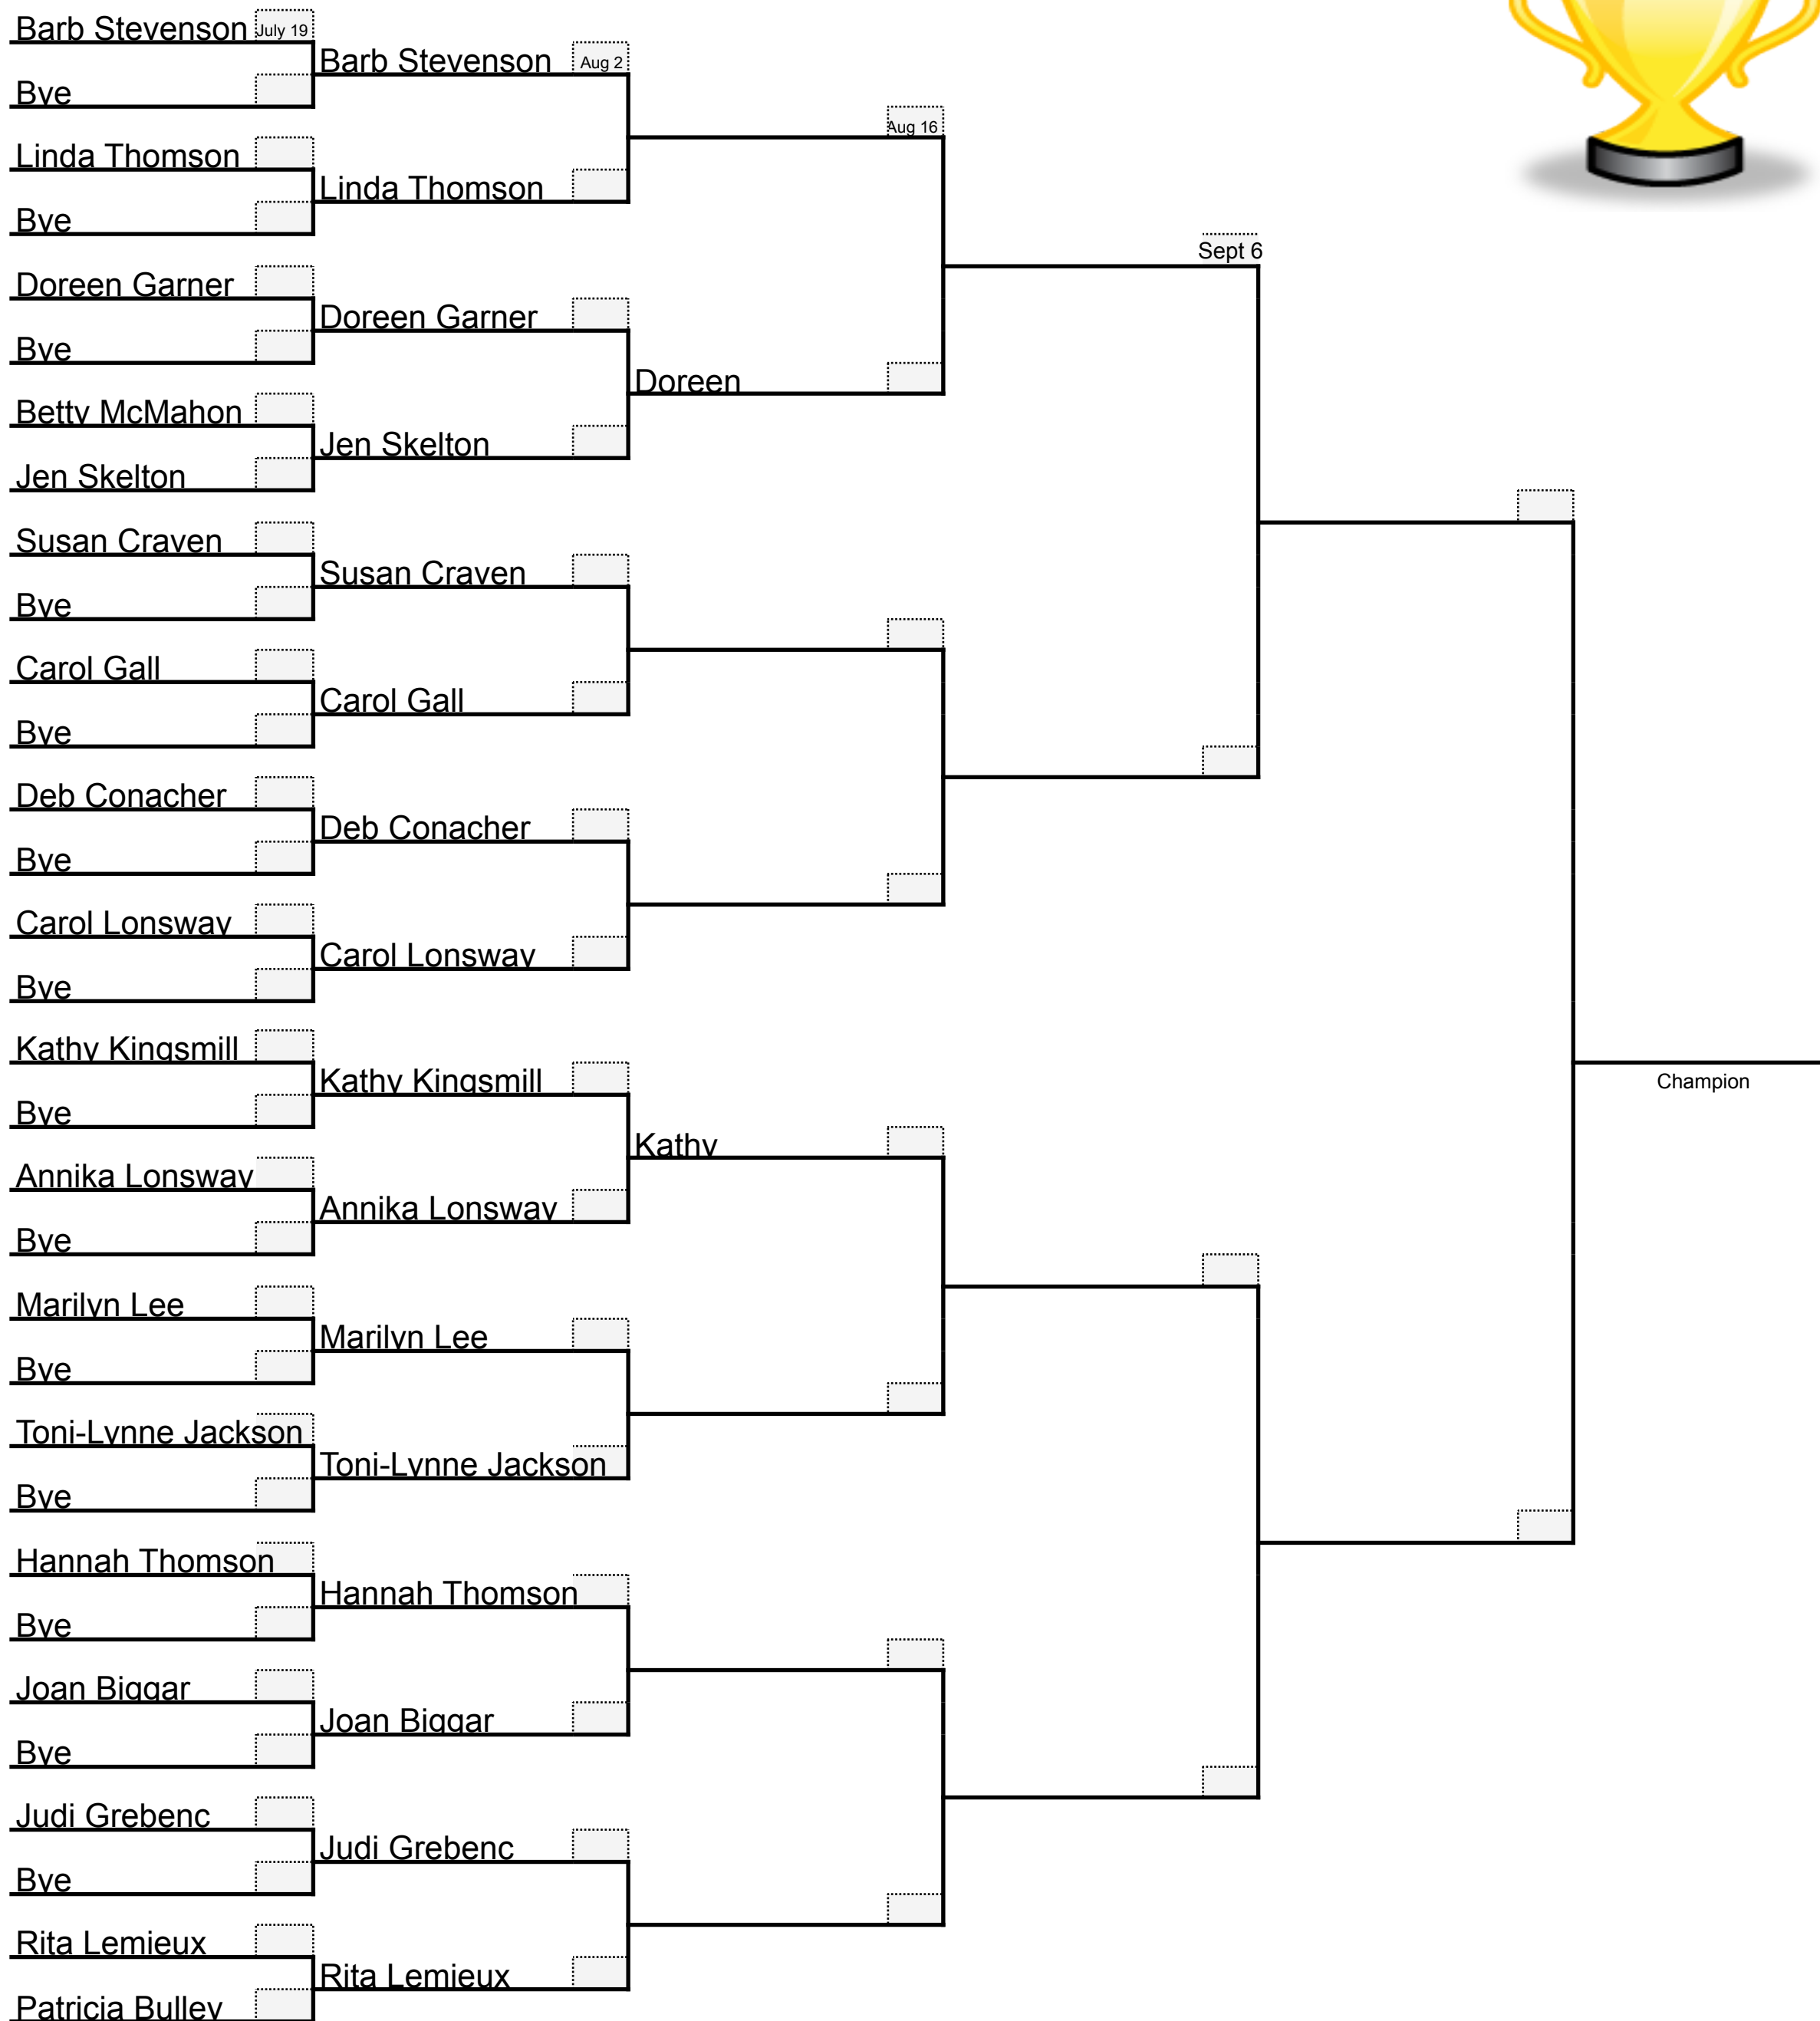 Barb Stevenson July 19
Bye
Linda Thomson
Bye
Doreen Garner
Bye
Betty McMahon
Jen Skelton
Susan Craven
Bye
Carol Gall
Bye
Deb Conacher
Bye
Carol Lonsway
Bye
Kathy Kingsmill
Bye
Annika Lonsway
Bye
Marilyn Lee
Bye
Toni-Lynne Jackson
Bye
Hannah Thomson
Bye
Joan Biggar
Bye
Judi Grebenc
Bye
Rita Lemieux
Patricia Bulley
Barb Stevenson Aug 2
Linda Thomson
Doreen Garner
Jen Skelton
Susan Craven
Carol Gall
Deb Conacher
Carol Lonsway
Kathy Kingsmill
Annika Lonsway
Marilyn Lee
Toni-Lynne Jackson
Hannah Thomson
Joan Biggar
Judi Grebenc
Rita Lemieux
Aug 16
Doreen
Kathy
Sept 6
Champion